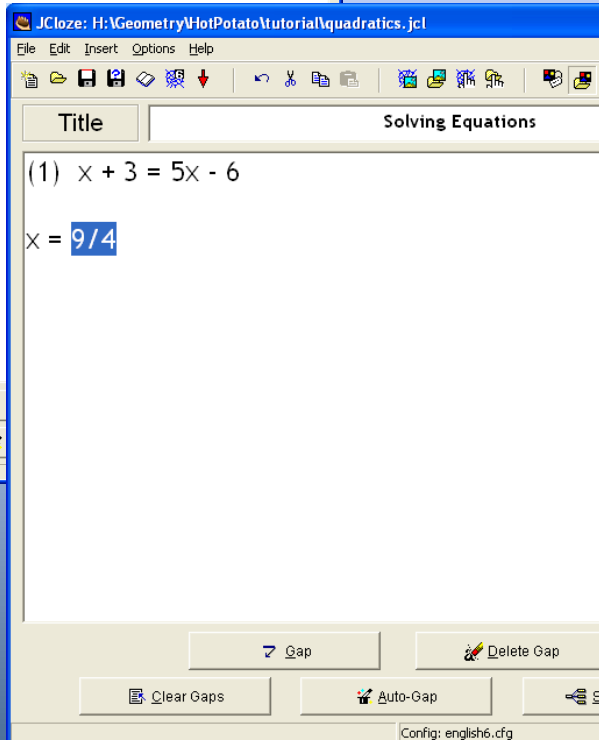 JCloze: H:\Geometry\HotPotato\tutorial\quadratics.jcl
File Edit Insert Options Help
Title Solving Equations
(1) x + 3 = 5x - 6
x = 9/4
Gap Delete Gap
Clear Gaps Auto-Gap S
Config: english6.cfg